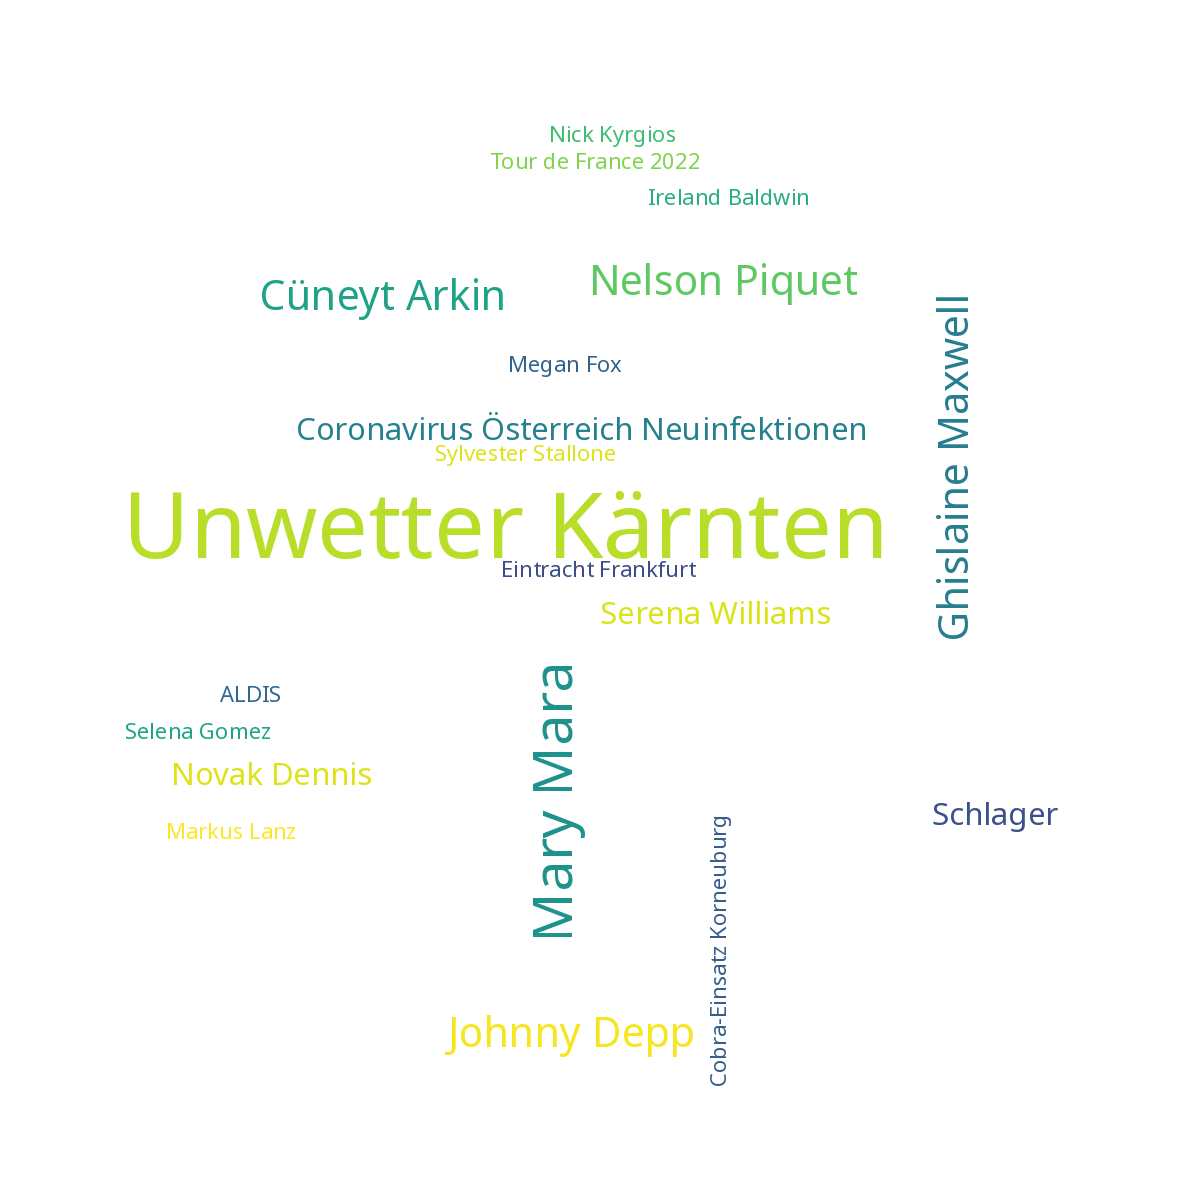 Nick Kyrgios
Tour de France 2022
Ireland Baldwin
Cüneyt Arkin
Nelson Piquet
Ghislaine Maxwell
Megan Fox
Coronavirus Österreich Neuinfektionen
Sylvester Stallone
Unwetter Kärnten
Eintracht Frankfurt
Serena Williams
Mary Mara
ALDIS
Selena Gomez
Novak Dennis
Markus Lanz
Schlager
Cobra-Einsatz Korneuburg
Johnny Depp